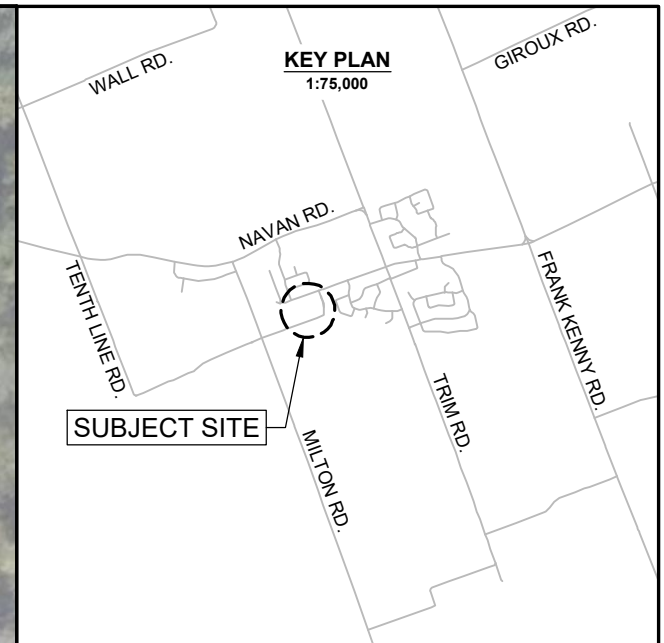 KEY PLAN
1:75,000
WALL RD.
GIROUX RD.
NAVAN RD.
TENTH LINE RD.
FRANK KENNY RD.
TRIM RD.
SUBJECT SITE
MILTON RD.